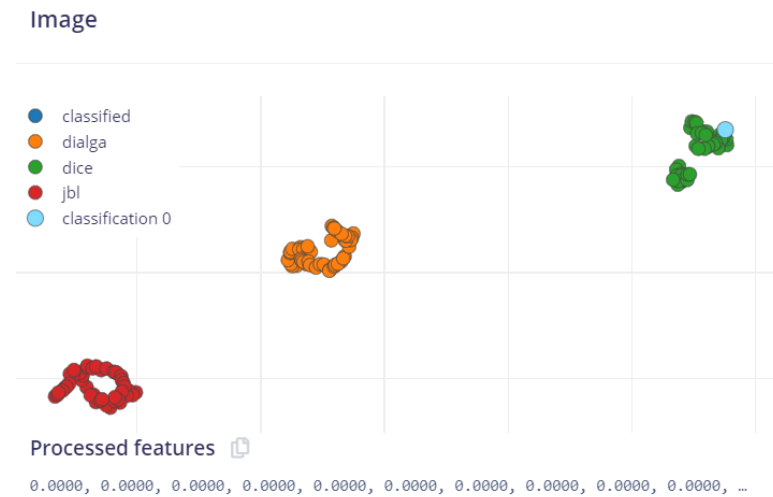 Image
classified
dialga
dice
jbl
classification 0
Processed features
0.0000, 0.0000, 0.0000, 0.0000, 0.0000, 0.0000, 0.0000, 0.0000, 0.0000, 0.0000, …